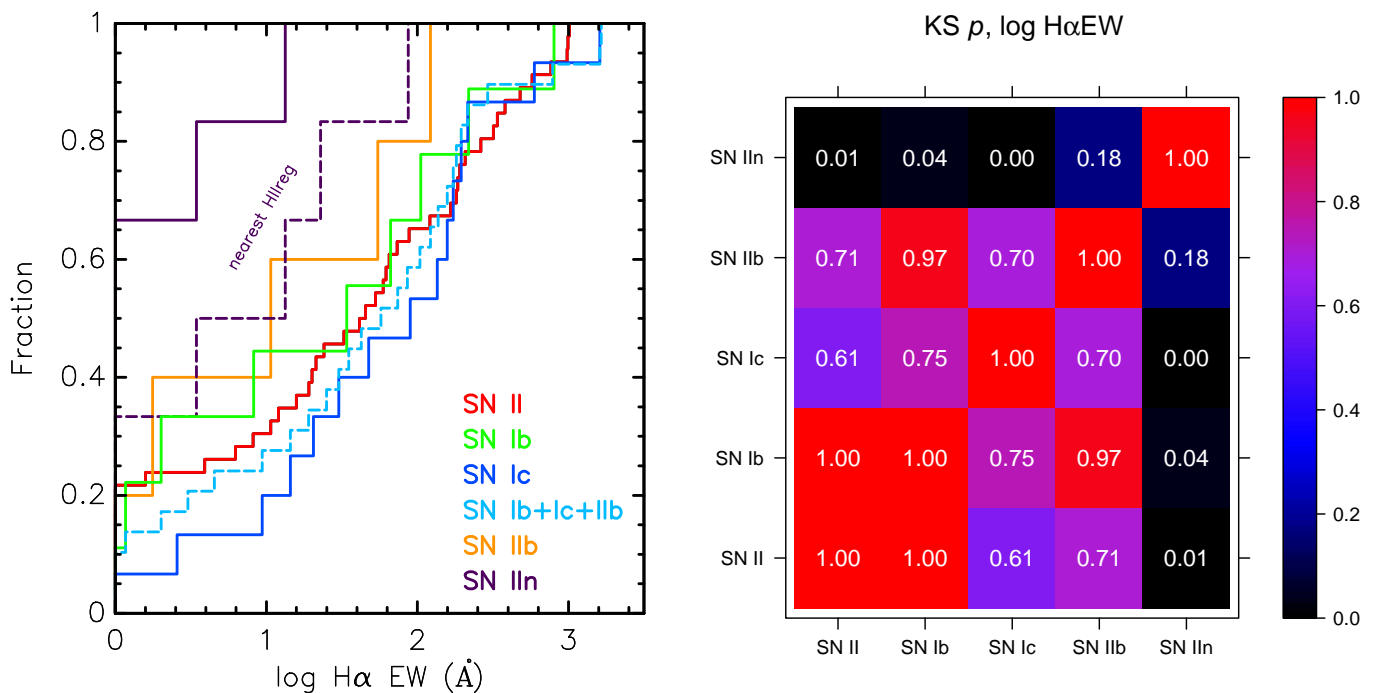 1
0.8
0.6
0.4
0.2
0
Fraction
0 1 2 3
log Hα EW (Å)
nearest HIIreg
SN II
SN Ib
SN Ic
SN Ib+Ic+IIb
SN IIb
SN IIn
KS p, log HαEW
SN IIn 0.01 0.04 0.00 0.18 1.00
SN IIb 0.71 0.97 0.70 1.00 0.18
SN Ic 0.61 0.75 1.00 0.70 0.00
SN Ib 1.00 1.00 0.75 0.97 0.04
SN II 1.00 1.00 0.61 0.71 0.01
SN II SN Ib SN Ic SN IIb SN IIn
1.0
0.8
0.6
0.4
0.2
0.0